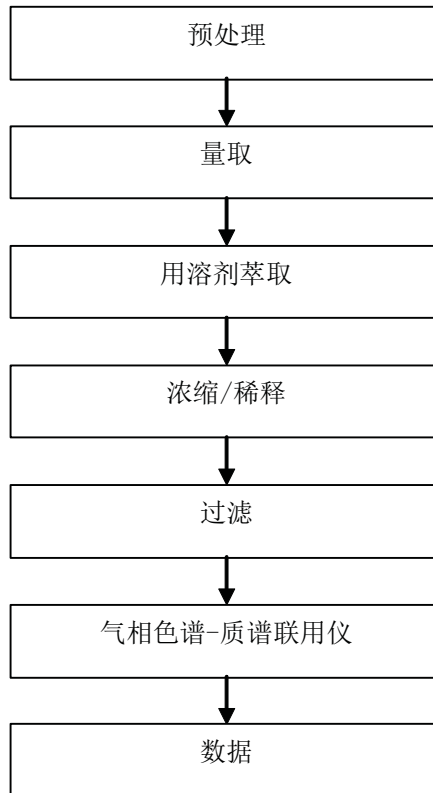 预处理
量取
用溶剂萃取
浓缩/稀释
过滤
气相色谱-质谱联用仪
数据